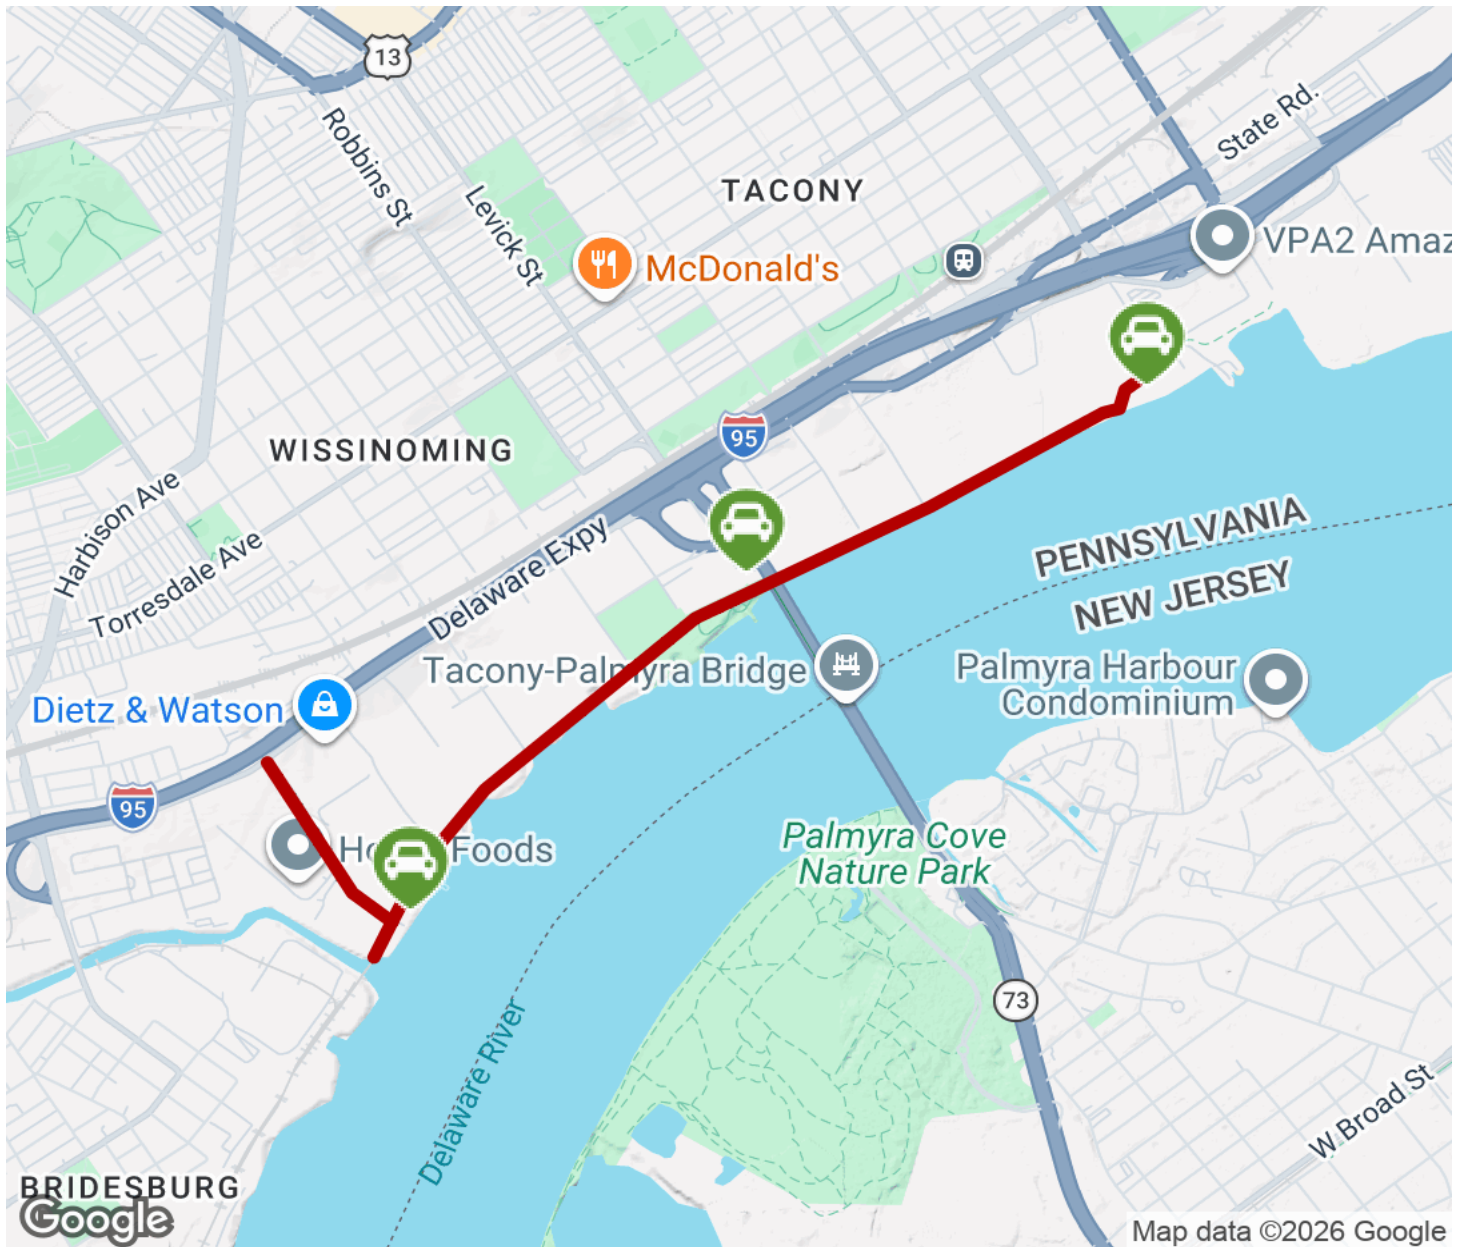 13
Robbins St
Levick St
TACONY
State Rd.
McDonald's
VPA2 Amaz
95
WISSINOMING
Harbison Ave
Torresdale Ave
Delaware Expy
PENNSYLVANIA
NEW JERSEY
Tacony-Palmyra Bridge
Palmyra Harbour
Condominium
Dietz & Watson
95
Foods
Palmyra Cove
Nature Park
73
Delaware River
W Broad St
BRIDESBURG
Google
Map data ©2026 Google